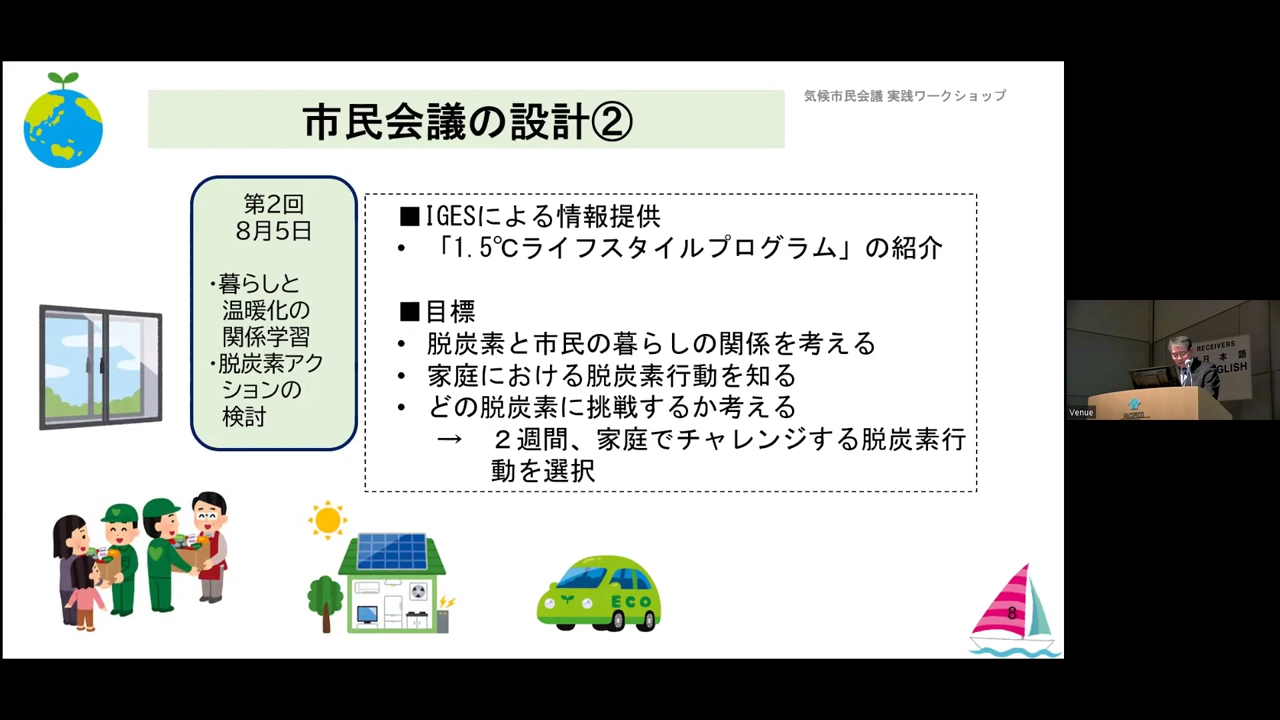 気候市民会議 実践ワークショップ
市民会議の設計②
第2回
8月5日
・暮らしと
温暖化の
関係学習
・脱炭素アク
ションの
検討
■IGESによる情報提供
• 「1.5℃ライフスタイルプログラム」の紹介
■目標
• 脱炭素と市民の暮らしの関係を考える
• 家庭における脱炭素行動を知る
• どの脱炭素に挑戦するか考える
→ ２週間、家庭でチャレンジする脱炭素行
動を選択
ECO
8
RECEIVERS
日本語
GLISH
PACIFICO
Venue